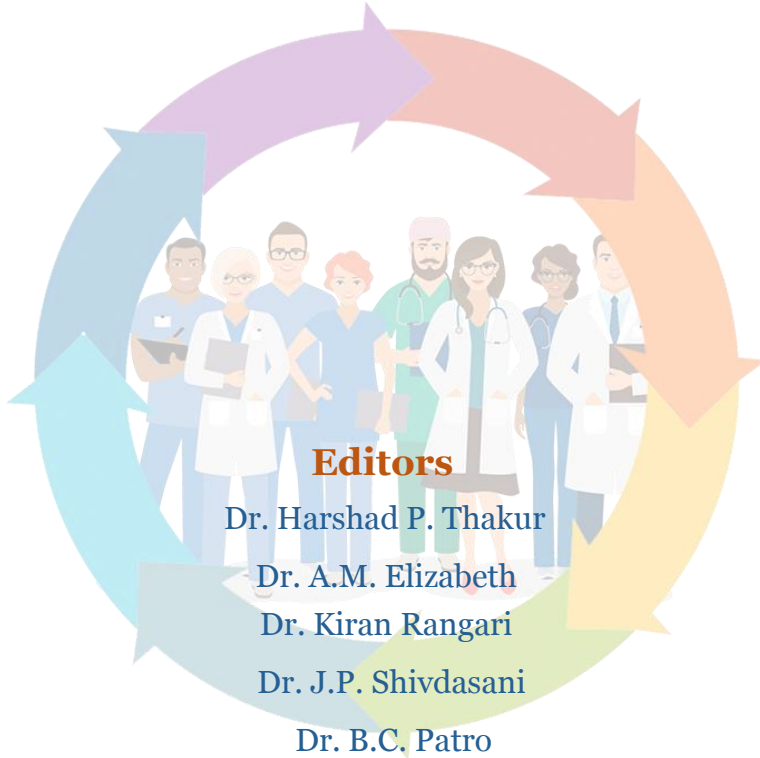 Editors
Dr. Harshad P. Thakur
Dr. A.M. Elizabeth
Dr. Kiran Rangari
Dr. J.P. Shivdasani
Dr. B.C. Patro